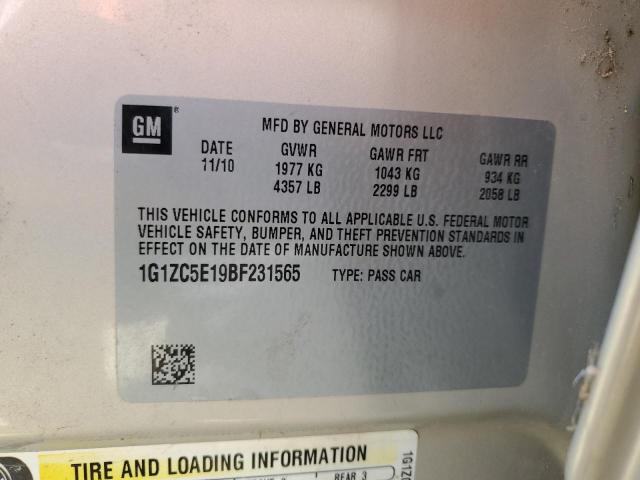 GM
MFD BY GENERAL MOTORS LLC
DATE GVWR GAWR FRT GAWR RR
11/10 1977 KG 1043 KG 934 KG
4357 LB 2299 LB 2058 LB
THIS VEHICLE CONFORMS TO ALL APPLICABLE U.S. FEDERAL MOTOR
VEHICLE SAFETY, BUMPER, AND THEFT PREVENTION STANDARDS IN
EFFECT ON THE DATE OF MANUFACTURE SHOWN ABOVE.
1G1ZC5E19BF231565 TYPE: PASS CAR
TIRE AND LOADING INFORMATION
REAR 3
1G1ZC